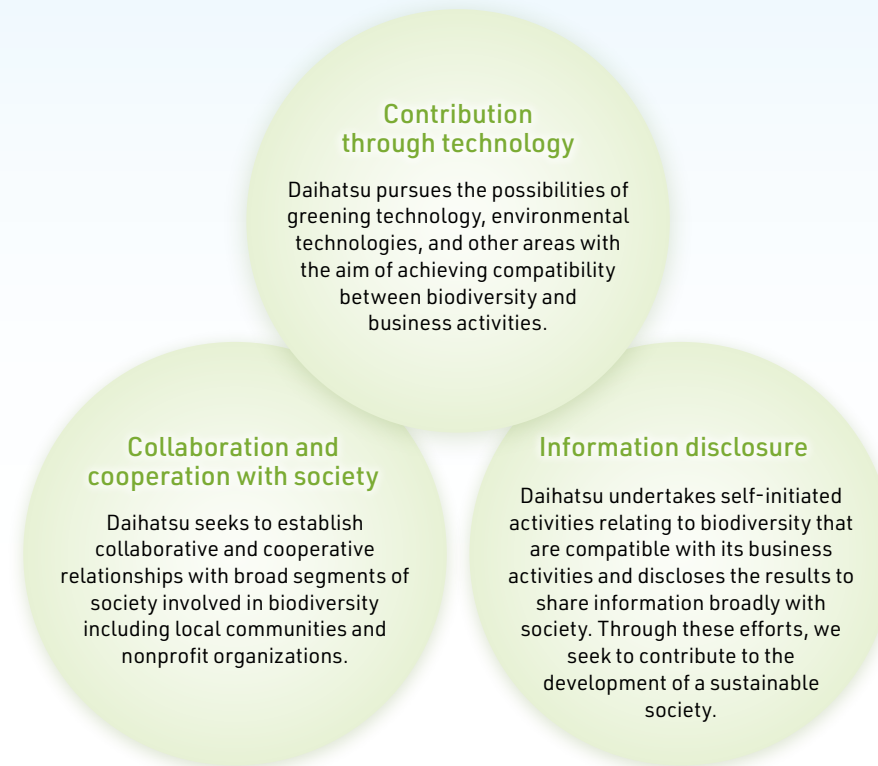 Contribution
through technology
Daihatsu pursues the possibilities of
greening technology, environmental
technologies, and other areas with
the aim of achieving compatibility
between biodiversity and
business activities.
Collaboration and
cooperation with society
Daihatsu seeks to establish
collaborative and cooperative
relationships with broad segments of
society involved in biodiversity
including local communities and
nonprofit organizations.
Information disclosure
Daihatsu undertakes self-initiated
activities relating to biodiversity that
are compatible with its business
activities and discloses the results to
share information broadly with
society. Through these efforts, we
seek to contribute to the
development of a sustainable
society.